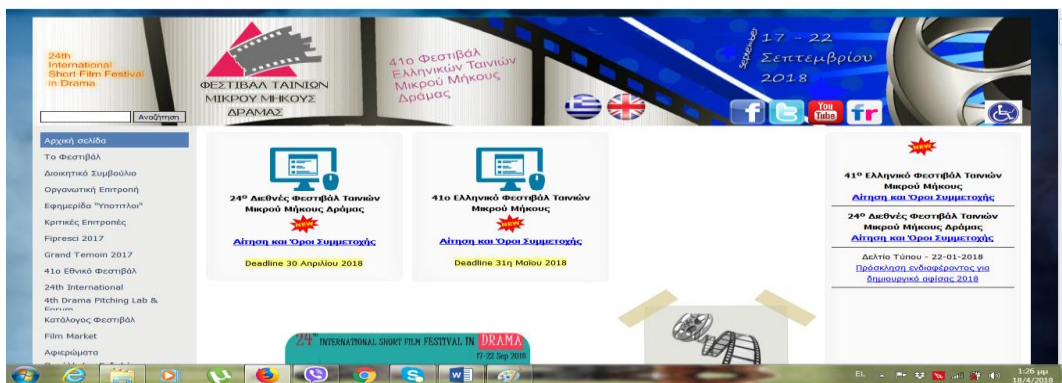 24th
International
Short Film Festival
in Drama
ΦΕΣΤΙΒΑΛ ΤΑΙΝΙΩΝ
ΜΙΚΡΟΥ ΜΗΚΟΥΣ
ΔΡΑΜΑΣ
41ο Φεστιβάλ
Ελληνικών Ταινιών
Μικρού Μήκους
Δράμας
September
17 - 22
Σεπτεμβρίου
2018
f
You
Tube
fr
Αναζήτηση
Αρχική σελίδα
Το Φεστιβάλ
Διοικητικό Συμβούλιο
Οργανωτική Επιτροπή
Εφημερίδα "Υποτιτλοι"
Κριτικές Επιτροπές
Fipresci 2017
Grand Temoin 2017
41ο Εθνικό Φεστιβάλ
24th International
4th Drama Pitching Lab &
Forum
Κατάλογος Φεστιβάλ
Film Market
Αφιερώματα
24º Διεθνές Φεστιβάλ Ταινιών
Μικρού Μήκους Δράμας
NEW
Αίτηση και Όροι Συμμετοχής
Deadline 30 Απριλίου 2018
41ο Ελληνικό Φεστιβάλ Ταινιών
Μικρού Μήκους
NEW
Αίτηση και Όροι Συμμετοχής
Deadline 31η Μαΐου 2018
NEW
41º Ελληνικό Φεστιβάλ Ταινιών
Μικρού Μήκους
Αίτηση και Όροι Συμμετοχής
24º Διεθνές Φεστιβάλ Ταινιών
Μικρού Μήκους Δράμας
Αίτηση και Όροι Συμμετοχής
Δελτίο Τύπου - 22-01-2018
Πρόσκληση ενδιαφέροντος για
δημιουργικό αφίσας 2018
24TH INTERNATIONAL SHORT FILM FESTIVAL IN DRAMA
17-22 Sep 2018
EL
1:26 μμ
18/4/2018